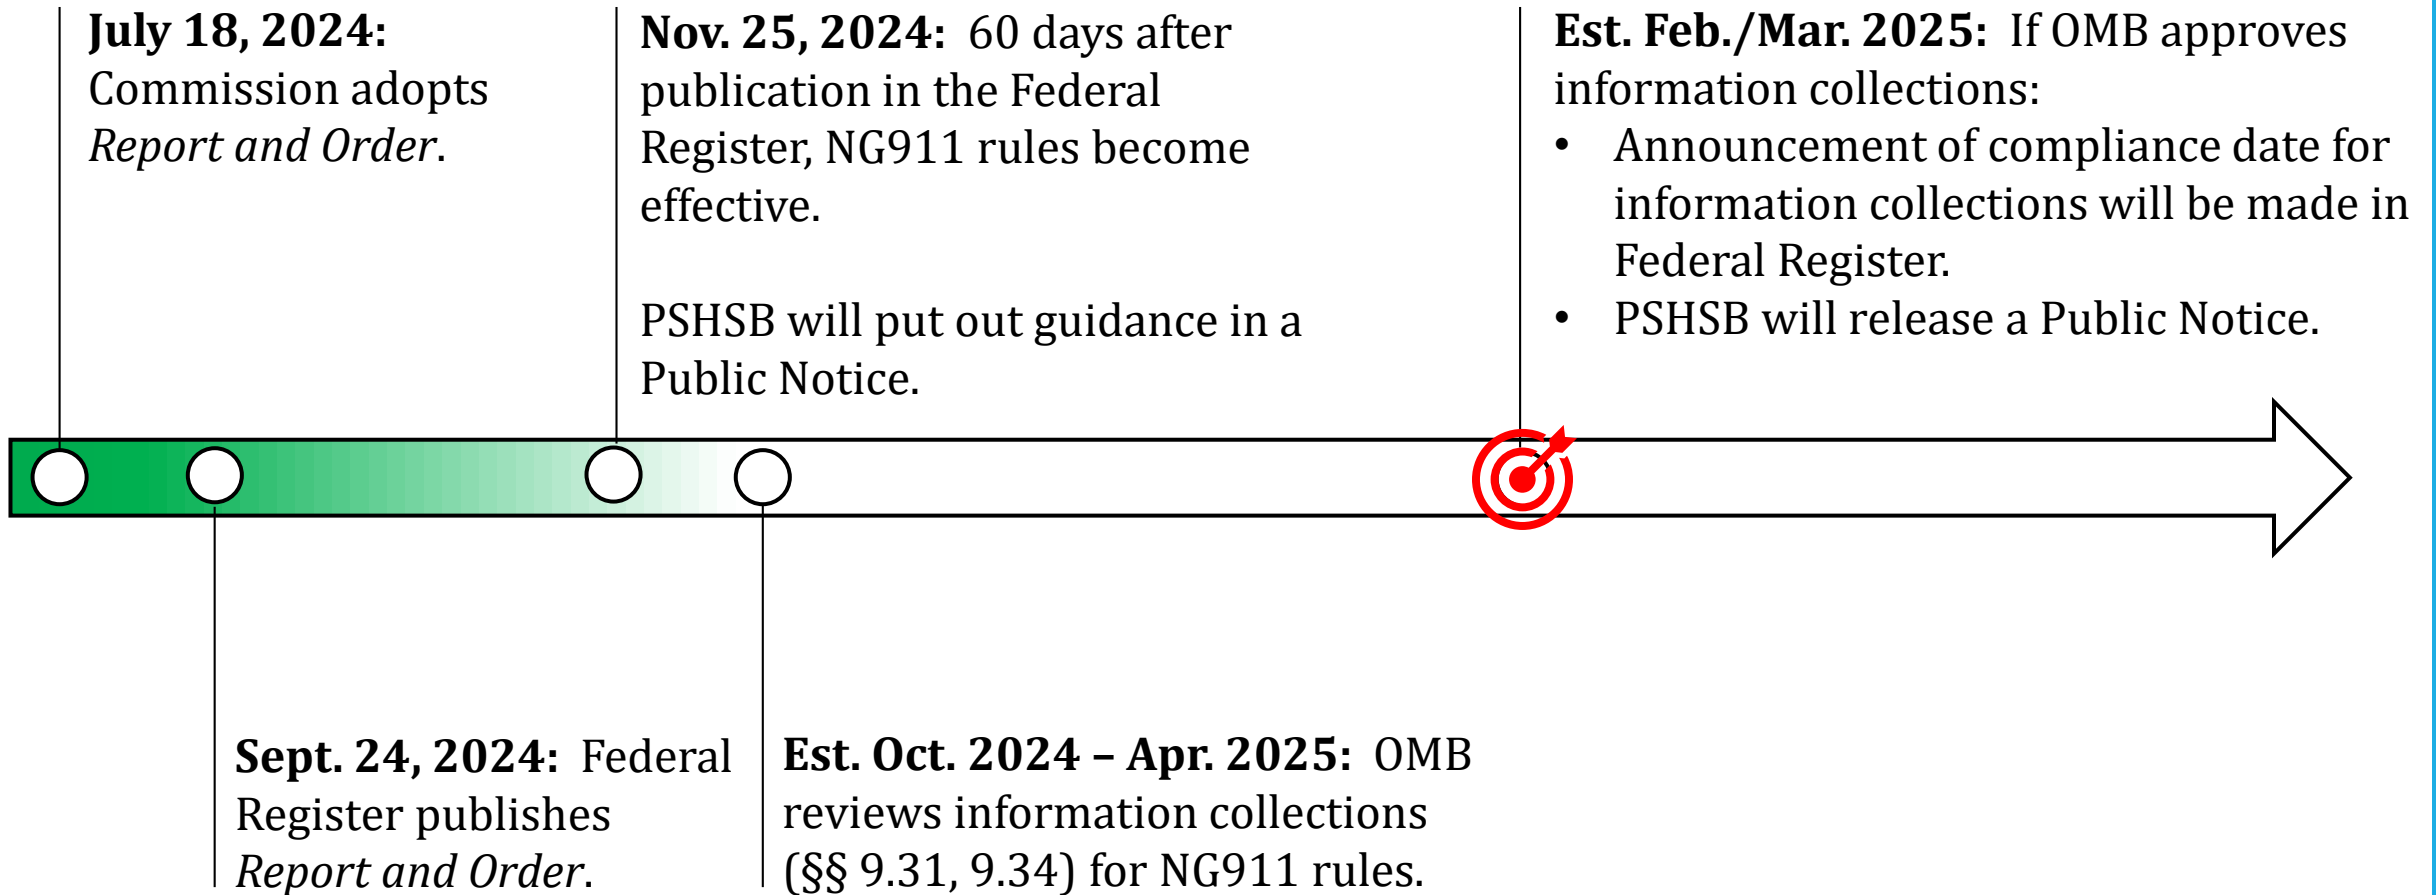 July 18, 2024:
Commission adopts
Report and Order.
Nov. 25, 2024:  60 days after
publication in the Federal
Register, NG911 rules become
effective.
PSHSB will put out guidance in a
Public Notice.
Est. Feb./Mar. 2025:  If OMB approves
information collections:
• Announcement of compliance date for
information collections will be made in
Federal Register.
• PSHSB will release a Public Notice.
Sept. 24, 2024:  Federal
Register publishes
Report and Order.
Est. Oct. 2024 – Apr. 2025:  OMB
reviews information collections
(§§ 9.31, 9.34) for NG911 rules.